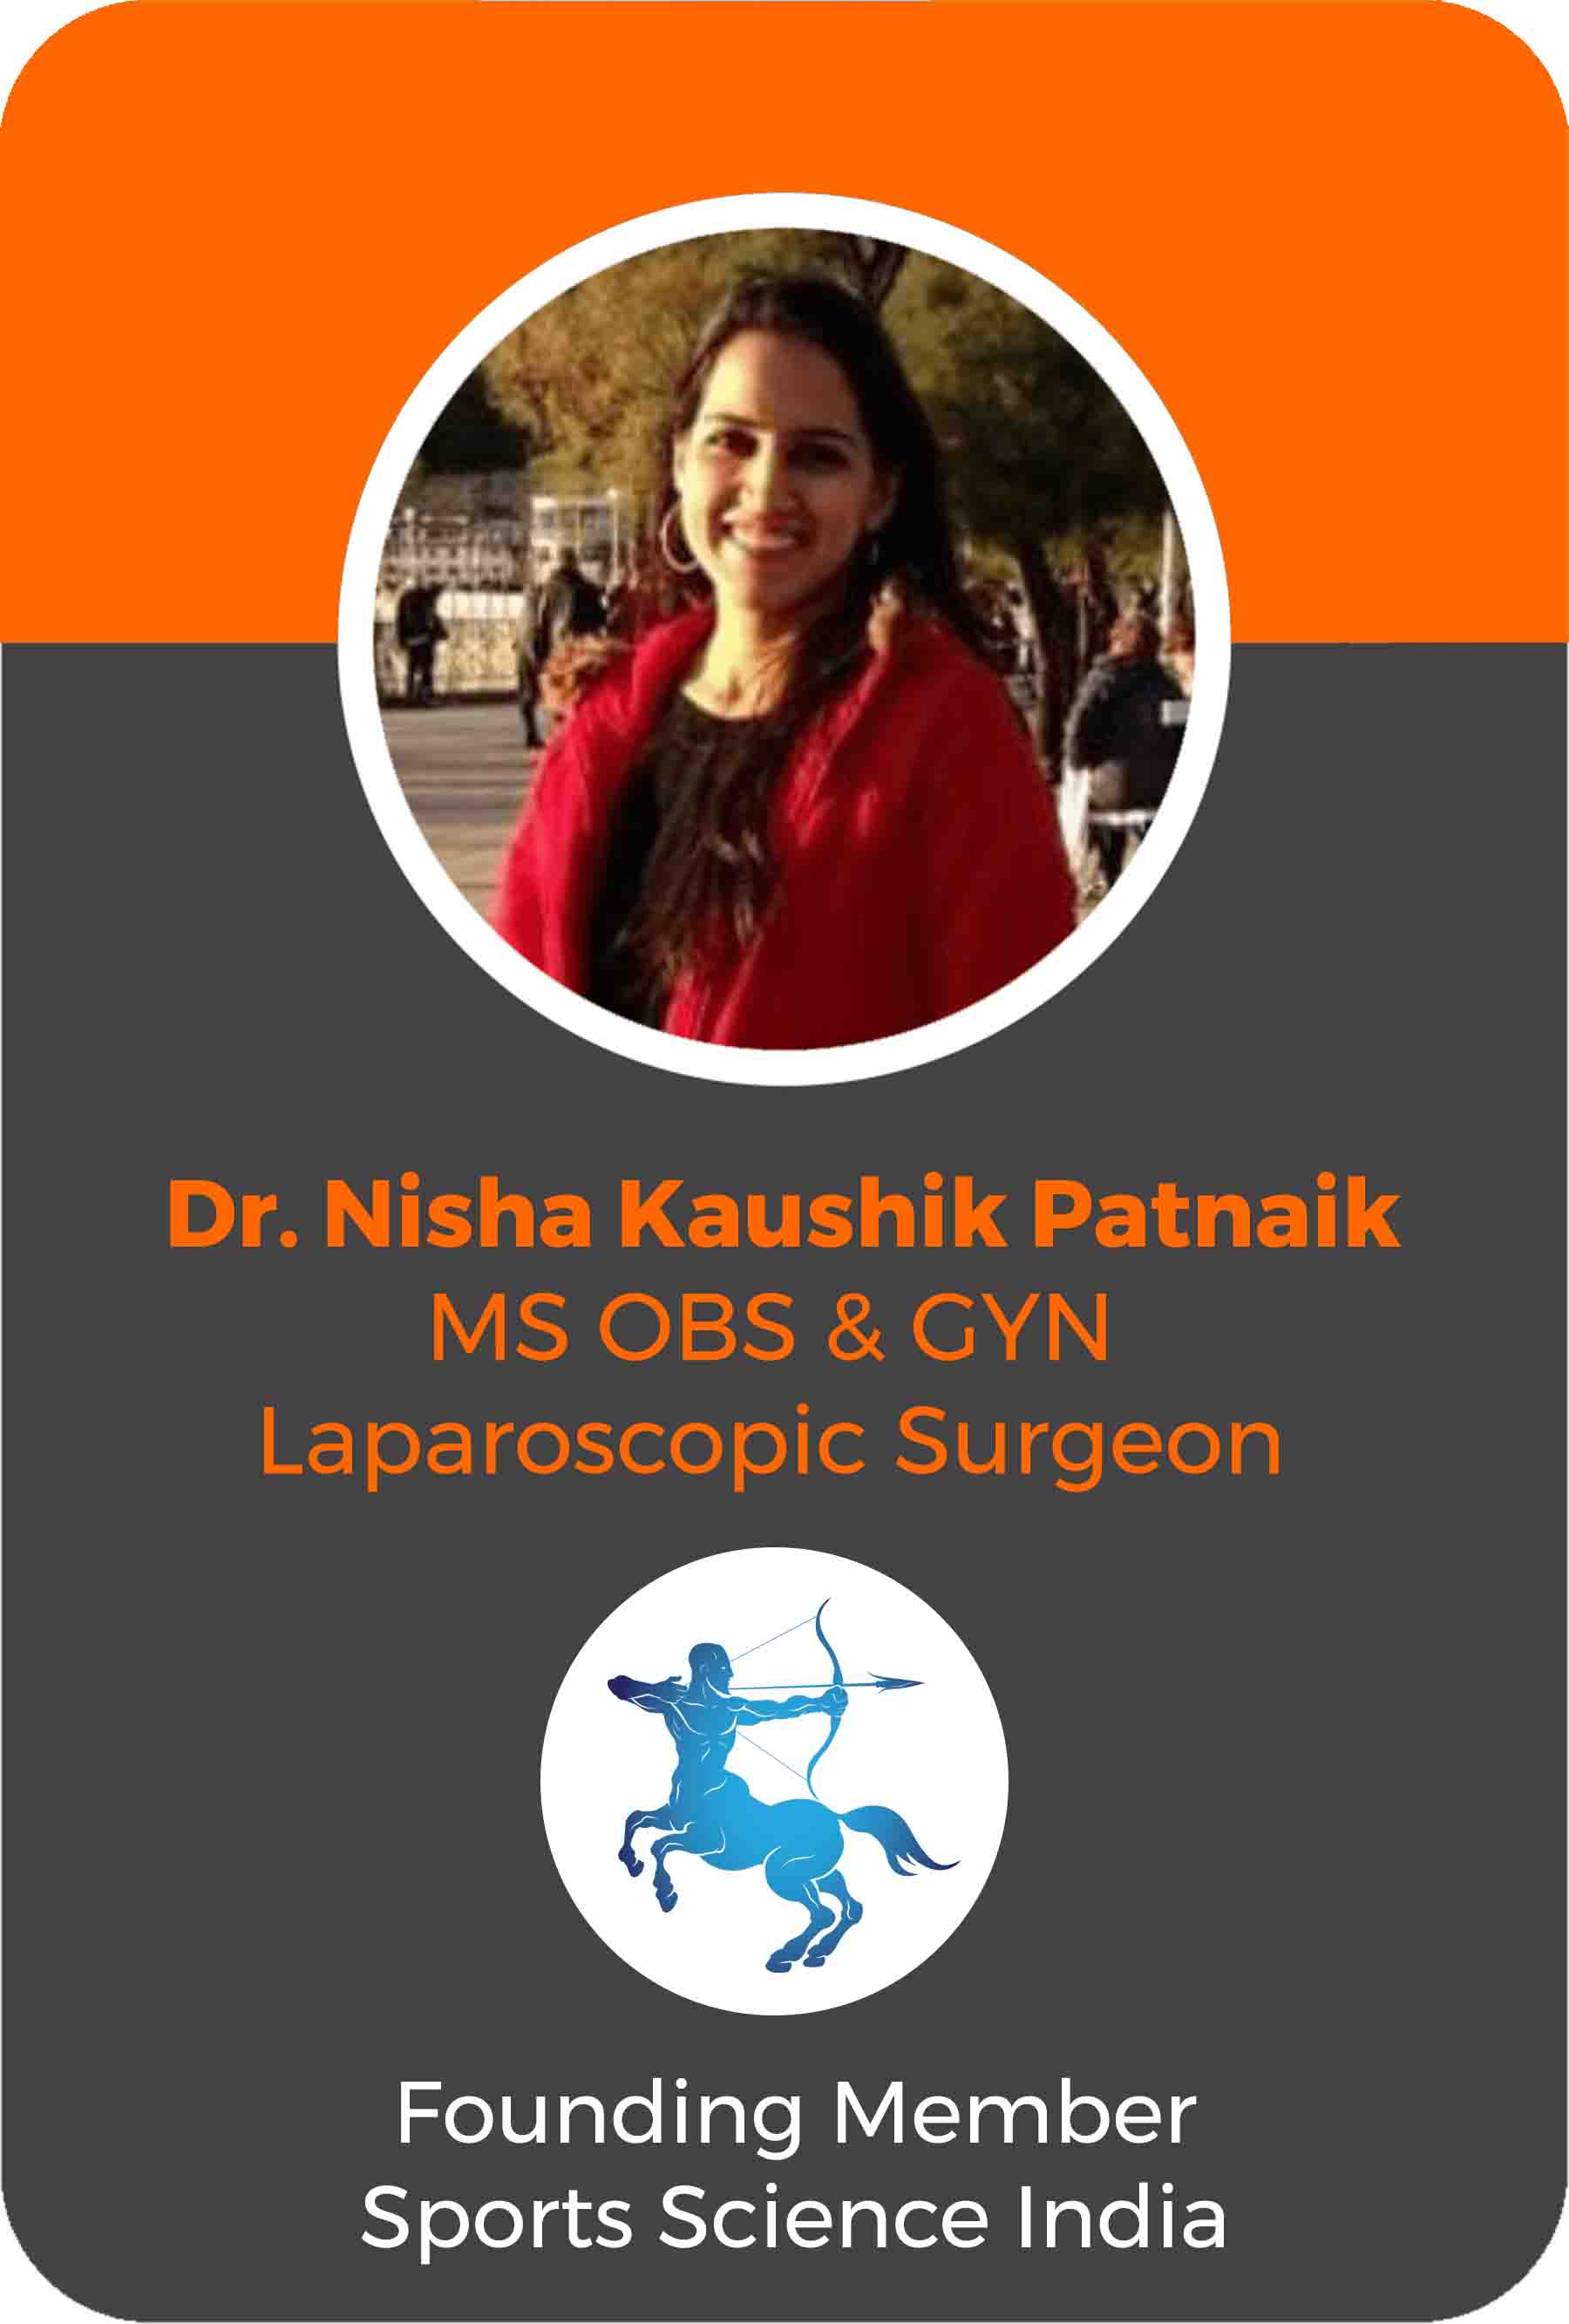 Dr. Nisha Kaushik Patnaik
MS OBS & GYN
Laparoscopic Surgeon
Founding Member
Sports Science India